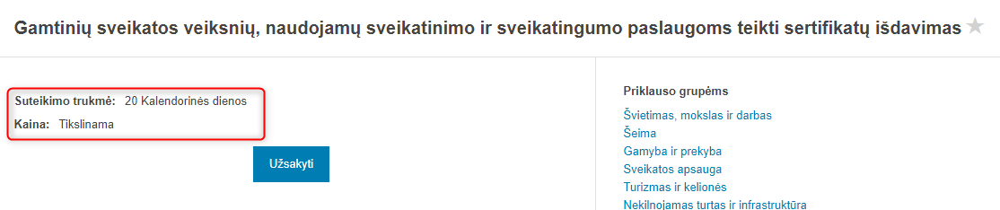 Gamtinių sveikatos veiksnių, naudojamų sveikatinimo ir sveikatingumo paslaugoms teikti sertifikatų išdavimas
Suteikimo trukmė: 20 Kalendorinės dienos
Kaina: Tikslinama
Užsakyti
Priklauso grupėms
Švietimas, mokslas ir darbas
Šeima
Gamyba ir prekyba
Sveikatos apsauga
Turizmas ir kelionės
Nekilnojamas turtas ir infrastruktūra